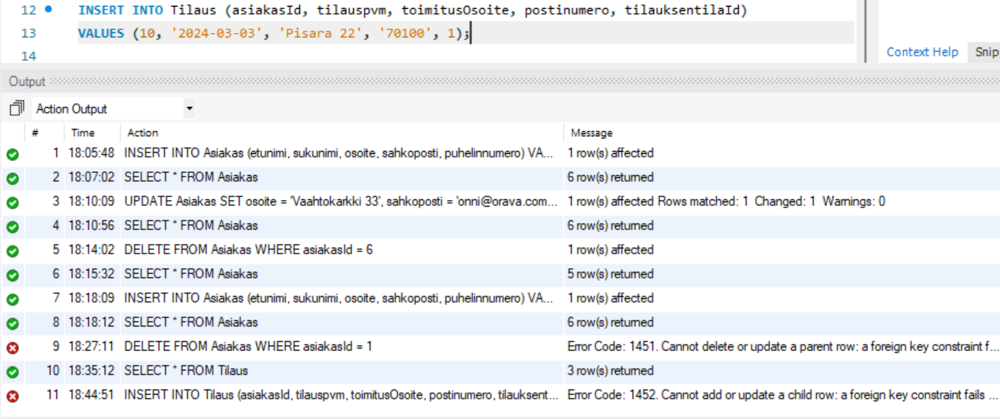 12 INSERT INTO Tilaus (asiakasId, tilauspvm, toimitusOsoite, postinumero, tilauksentilaId)
13 VALUES (10, '2024-03-03', 'Pisara 22', '70100', 1);
14
Context Help Snip
Output
Action Output
# Time Action Message
1 18:05:48 INSERT INTO Asiakas (etunimi, sukunimi, osoite, sahkoposti, puhelinnumero) VA... 1 row(s) affected
2 18:07:02 SELECT * FROM Asiakas 6 row(s) returned
3 18:10:09 UPDATE Asiakas SET osoite = 'Vaahtokarkki 33', sahkoposti = 'onni@orava.com... 1 row(s) affected Rows matched: 1 Changed: 1 Warnings: 0
4 18:10:56 SELECT * FROM Asiakas 6 row(s) returned
5 18:14:02 DELETE FROM Asiakas WHERE asiakasId = 6 1 row(s) affected
6 18:15:32 SELECT * FROM Asiakas 5 row(s) returned
7 18:18:09 INSERT INTO Asiakas (etunimi, sukunimi, osoite, sahkoposti, puhelinnumero) VA... 1 row(s) affected
8 18:18:12 SELECT * FROM Asiakas 6 row(s) returned
9 18:27:11 DELETE FROM Asiakas WHERE asiakasId = 1 Error Code: 1451. Cannot delete or update a parent row: a foreign key constraint f...
10 18:35:12 SELECT * FROM Tilaus 3 row(s) returned
11 18:44:51 INSERT INTO Tilaus (asiakasId, tilauspvm, toimitusOsoite, postinumero, tilauksent... Error Code: 1452. Cannot add or update a child row: a foreign key constraint fails ...